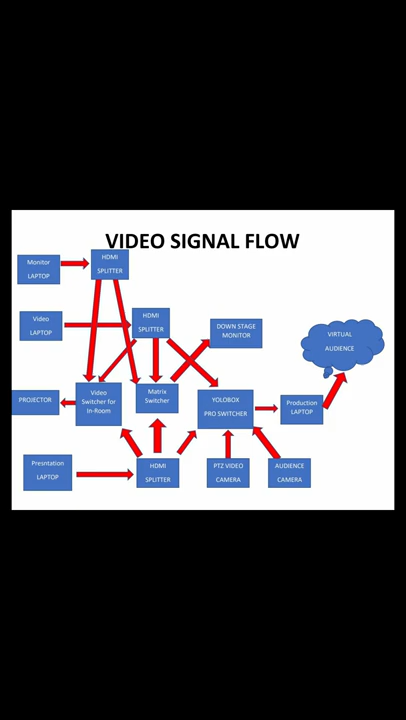 VIDEO SIGNAL FLOW
HDMI
SPLITTER
Monitor
LAPTOP
Video
LAPTOP
HDMI
SPLITTER
DOWN STAGE
MONITOR
VIRTUAL
AUDIENCE
PROJECTOR
Video
Switcher for
In-Room
Matrix
Switcher
YOLOBOX
PRO SWITCHER
Production
LAPTOP
Presntation
LAPTOP
HDMI
SPLITTER
PTZ VIDEO
CAMERA
AUDIENCE
CAMERA